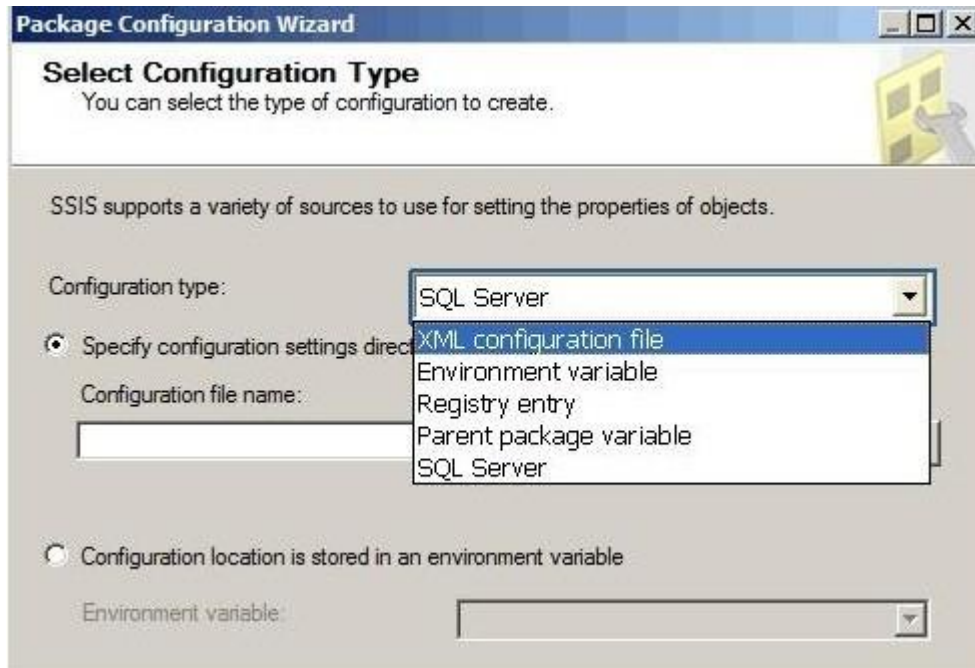 Package Configuration Wizard
Select Configuration Type
You can select the type of configuration to create.
SSIS supports a variety of sources to use for setting the properties of objects.
Configuration type:
SQL Server
XML configuration file
Environment variable
Registry entry
Parent package variable
SQL Server
Specify configuration settings direct
Configuration file name:
Configuration location is stored in an environment variable
Environment variable: